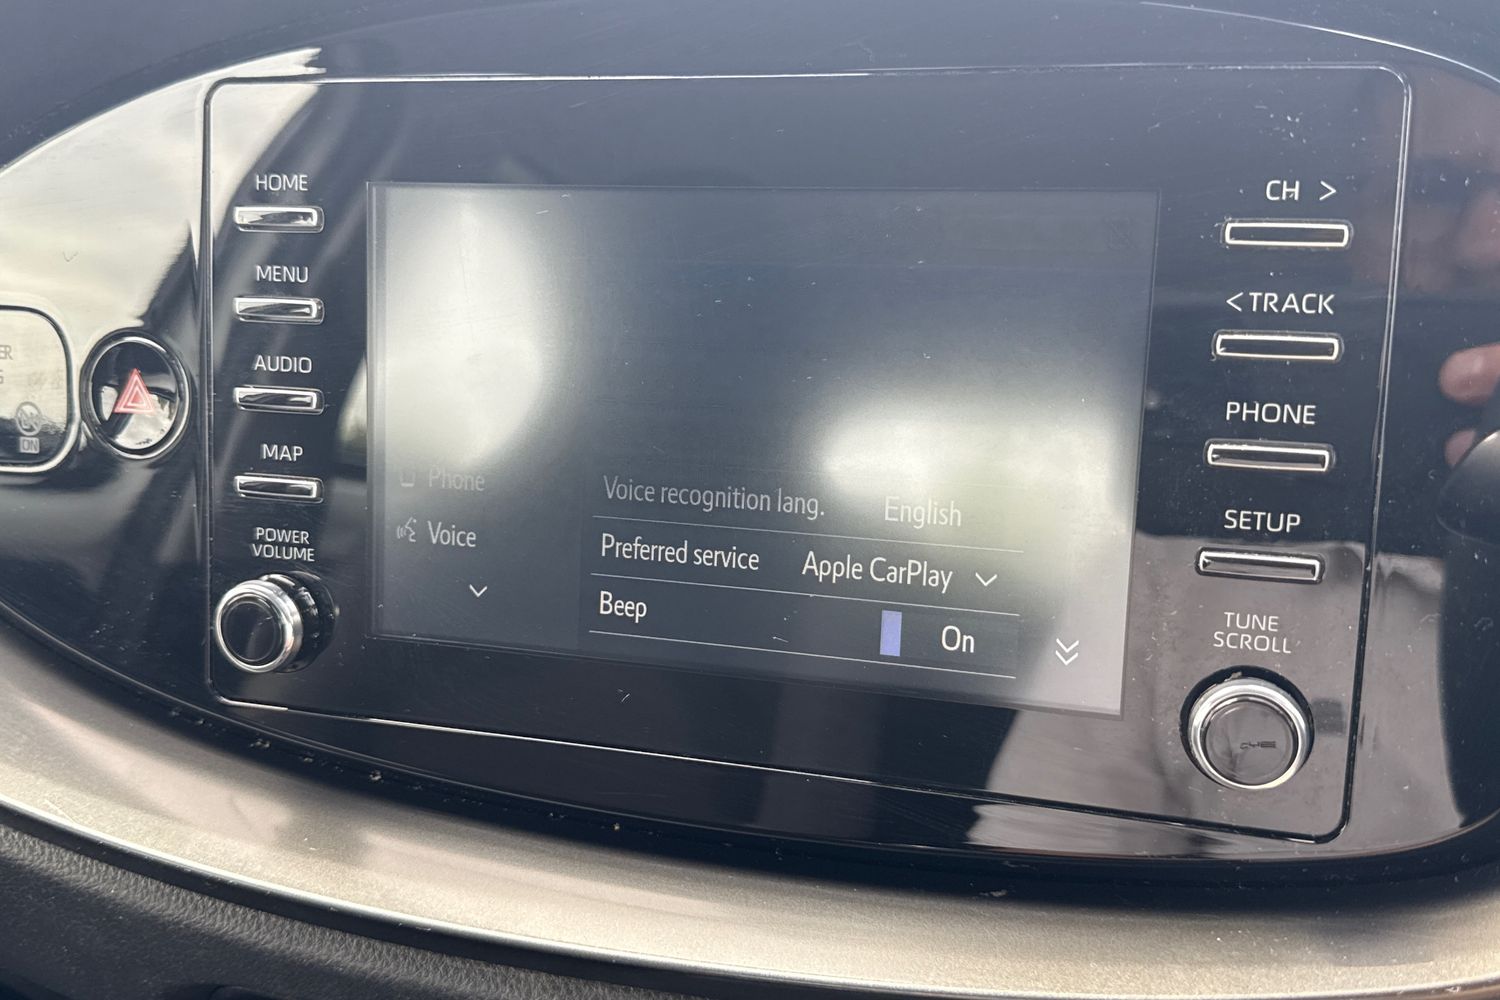 HOME
MENU
AUDIO
MAP
POWER
VOLUME
ON
Phone
Voice
Voice recognition lang. English
Preferred service Apple CarPlay
Beep On
CH >
< TRACK
PHONE
SETUP
TUNE
SCROLL